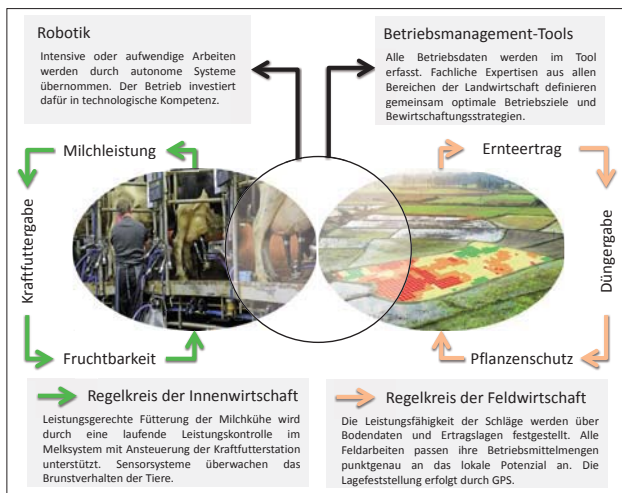 Robotik
Intensive oder aufwendige Arbeiten
werden durch autonome Systeme
übernommen. Der Betrieb investiert
dafür in technologische Kompetenz.
Betriebsmanagement-Tools
Alle Betriebsdaten werden im Tool
erfasst. Fachliche Expertisen aus allen
Bereichen der Landwirtschaft definieren
gemeinsam optimale Betriebsziele und
Bewirtschaftungsstrategien.
Milchleistung
Kraftfuttergabe
Fruchtbarkeit
Ernteertrag
Düngergabe
Pflanzenschutz
Regelkreis der Innenwirtschaft
Leistungsgerechte Fütterung der Milchkühe wird
durch eine laufende Leistungskontrolle im
Melksystem mit Ansteuerung der Kraftfutterstation
unterstützt. Sensorsysteme überwachen das
Brunstverhalten der Tiere.
Regelkreis der Feldwirtschaft
Die Leistungsfähigkeit der Schläge werden über
Bodendaten und Ertragslagen festgestellt. Alle
Feldarbeiten passen ihre Betriebsmittelmengen
punktgenau an das lokale Potenzial an. Die
Lagefeststellung erfolgt durch GPS.